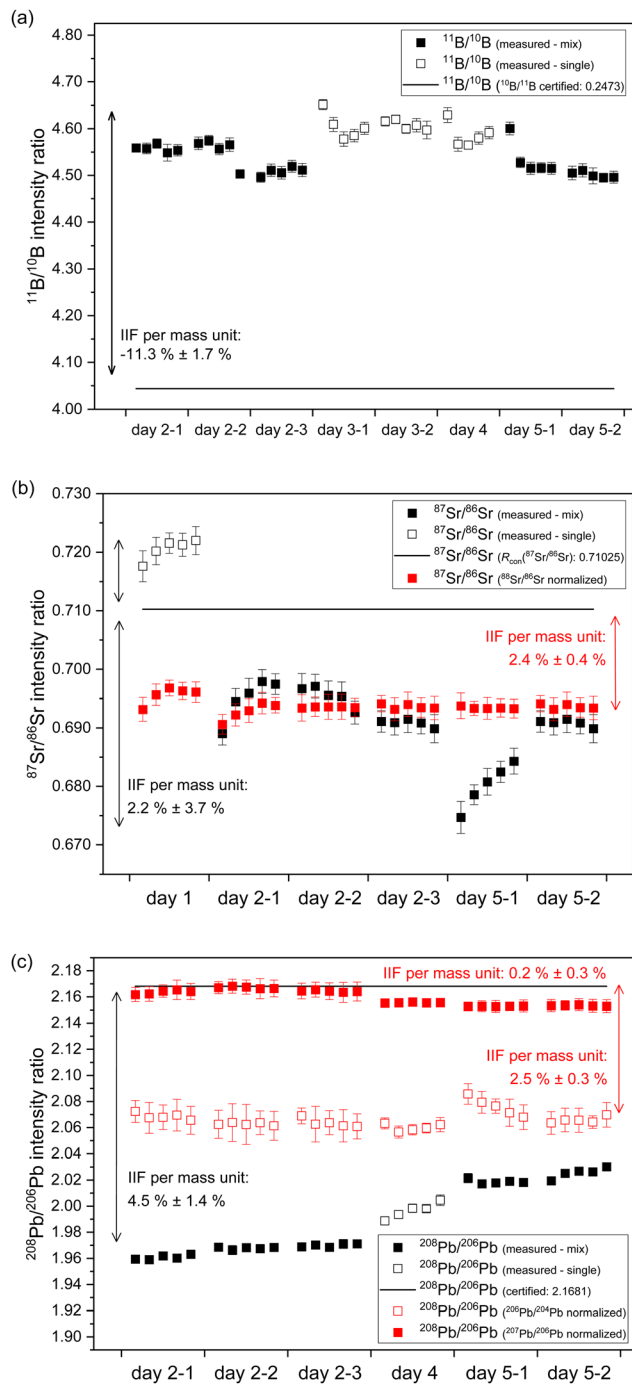 (a)
4.80
4.70
4.60
4.50
4.40
4.30
4.20
4.10
4.00
¹¹B/¹⁰B intensity ratio
¹¹B/¹⁰B (measured - mix)
¹¹B/¹⁰B (measured - single)
¹¹B/¹⁰B (¹⁰B/¹¹B certified: 0.2473)
IIF per mass unit:
-11.3 % ± 1.7 %
day 2-1 day 2-2 day 2-3 day 3-1 day 3-2 day 4 day 5-1 day 5-2
(b)
0.730
0.720
0.710
0.700
0.690
0.680
0.670
⁸⁷Sr/⁸⁶Sr intensity ratio
⁸⁷Sr/⁸⁶Sr (measured - mix)
⁸⁷Sr/⁸⁶Sr (measured - single)
⁸⁷Sr/⁸⁶Sr (Rcon(⁸⁷Sr/⁸⁶Sr): 0.71025)
⁸⁷Sr/⁸⁶Sr (⁸⁸Sr/⁸⁶Sr normalized)
IIF per mass unit:
2.4 % ± 0.4 %
IIF per mass unit:
2.2 % ± 3.7 %
day 1 day 2-1 day 2-2 day 2-3 day 5-1 day 5-2
(c)
2.18
2.16
2.14
2.12
2.10
2.08
2.06
2.04
2.02
2.00
1.98
1.96
1.94
1.92
1.90
²⁰⁸Pb/²⁰⁶Pb intensity ratio
IIF per mass unit: 0.2 % ± 0.3 %
IIF per mass unit:
2.5 % ± 0.3 %
IIF per mass unit:
4.5 % ± 1.4 %
²⁰⁸Pb/²⁰⁶Pb (measured - mix)
²⁰⁸Pb/²⁰⁶Pb (measured - single)
²⁰⁸Pb/²⁰⁶Pb (certified: 2.1681)
²⁰⁸Pb/²⁰⁶Pb (²⁰⁶Pb/²⁰⁴Pb normalized)
²⁰⁸Pb/²⁰⁶Pb (²⁰⁷Pb/²⁰⁶Pb normalized)
day 2-1 day 2-2 day 2-3 day 4 day 5-1 day 5-2